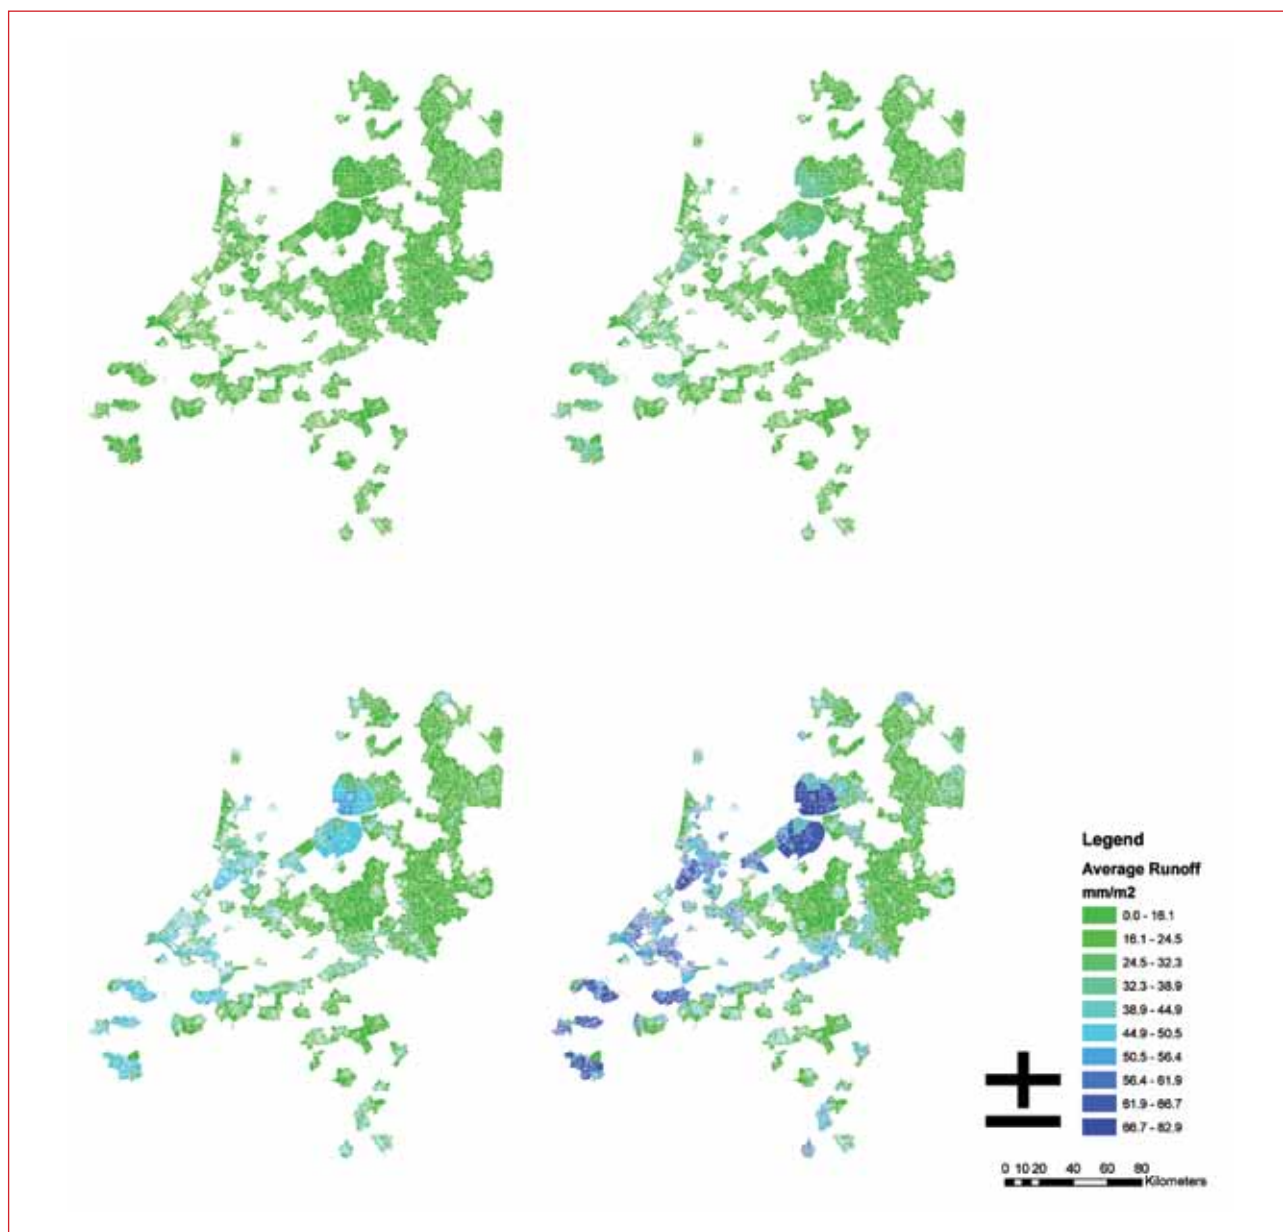 Legend
Average Runoff
mm/m2
0.0 - 16.1
16.1 - 24.5
24.5 - 32.3
32.3 - 38.9
38.9 - 44.9
44.9 - 50.5
50.5 - 56.4
56.4 - 61.9
61.9 - 66.7
66.7 - 82.9
0 10 20 40 60 80
Kilometers